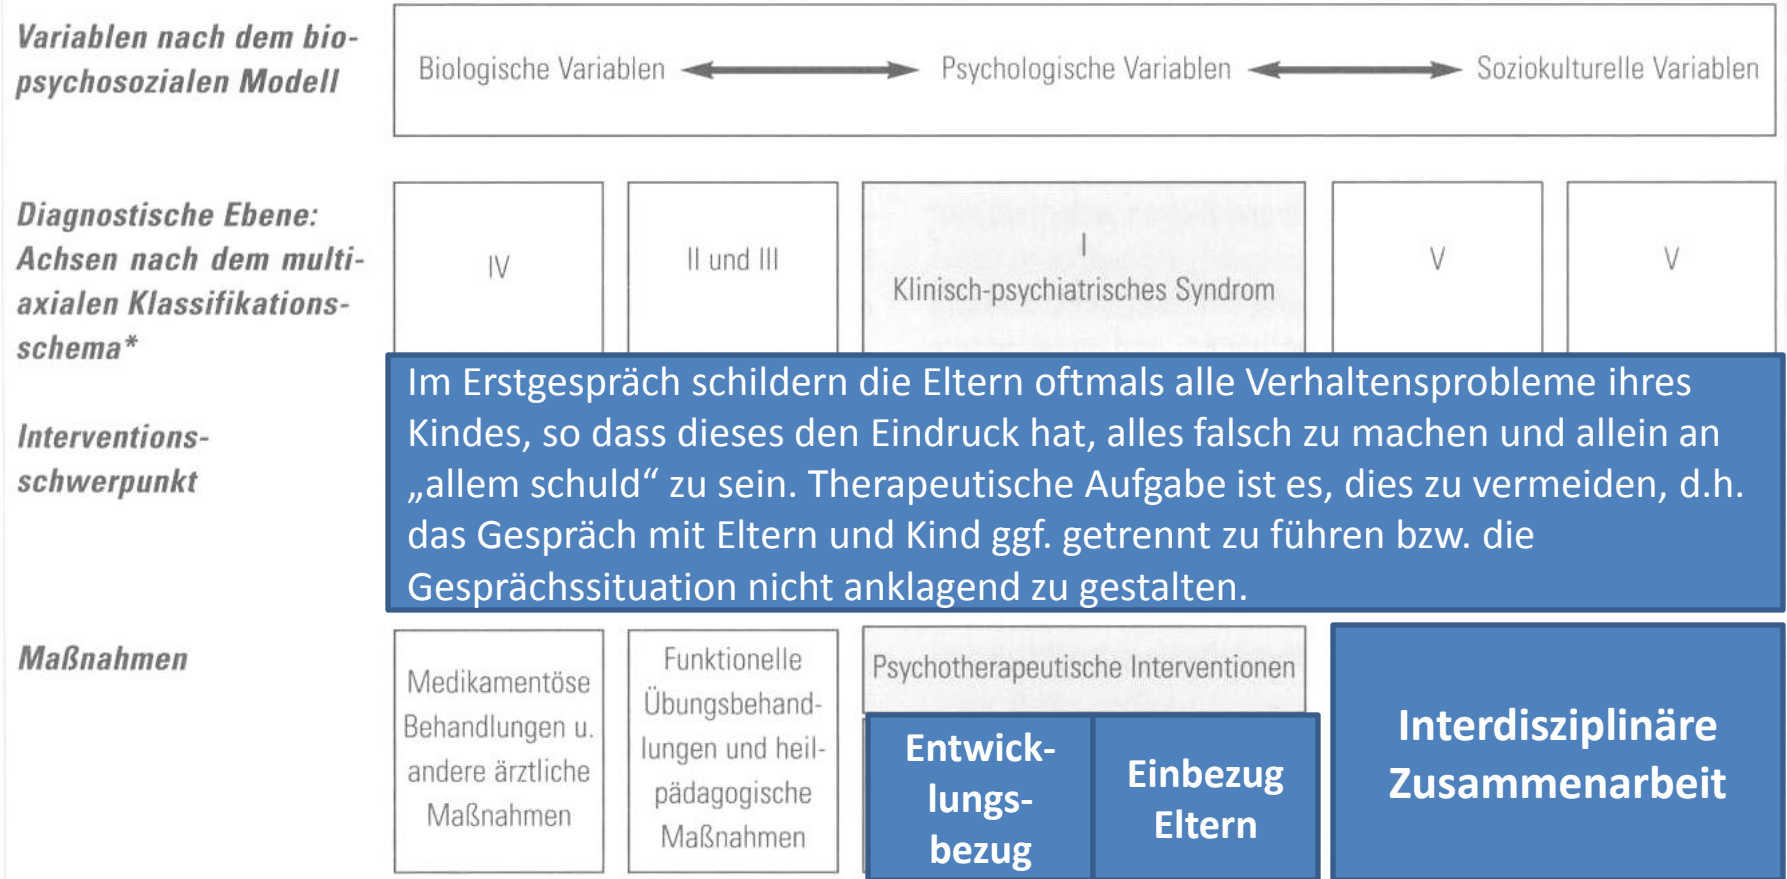 Variablen nach dem bio-
psychosozialen Modell
Biologische Variablen
Psychologische Variablen
Soziokulturelle Variablen
Diagnostische Ebene:
Achsen nach dem multi-
axialen Klassifikations-
schema*
IV
II und III
I
Klinisch-psychiatrisches Syndrom
V
V
Interventions-
schwerpunkt
Im Erstgespräch schildern die Eltern oftmals alle Verhaltensprobleme ihres
Kindes, so dass dieses den Eindruck hat, alles falsch zu machen und allein an
„allem schuld“ zu sein. Therapeutische Aufgabe ist es, dies zu vermeiden, d.h.
das Gespräch mit Eltern und Kind ggf. getrennt zu führen bzw. die
Gesprächssituation nicht anklagend zu gestalten.
Maßnahmen
Medikamentöse
Behandlungen u.
andere ärztliche
Maßnahmen
Funktionelle
Übungsbehand-
lungen und heil-
pädagogische
Maßnahmen
Psychotherapeutische Interventionen
Entwick-
lungs-
bezug
Einbezug
Eltern
Interdisziplinäre
Zusammenarbeit